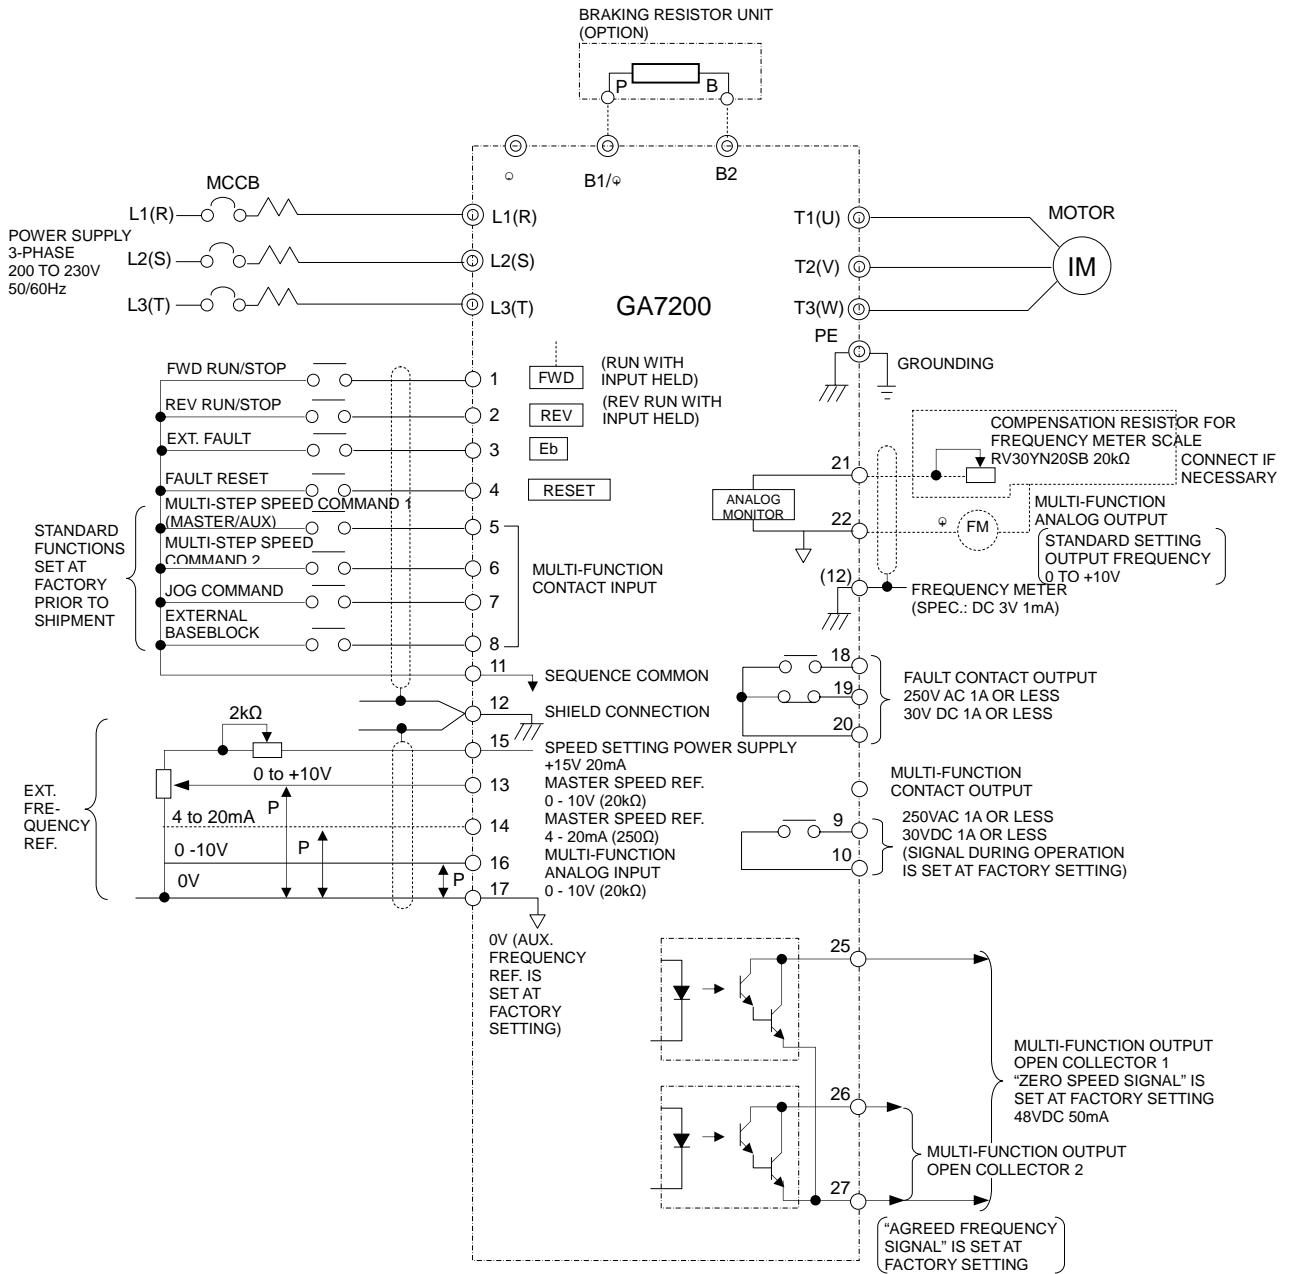 BRAKING RESISTOR UNIT
(OPTION)
P
B
B1/
B2
MCCB
L1(R)
L1(R)
T1(U)
MOTOR
POWER SUPPLY
3-PHASE
200 TO 230V
50/60Hz
L2(S)
L2(S)
T2(V)
IM
L3(T)
L3(T)
GA7200
T3(W)
PE
GROUNDING
FWD RUN/STOP
1
FWD
(RUN WITH
INPUT HELD)
REV RUN/STOP
2
REV
(REV RUN WITH
INPUT HELD)
EXT. FAULT
3
Eb
FAULT RESET
4
RESET
MULTI-STEP SPEED COMMAND 1
(MASTER/AUX)
5
MULTI-STEP SPEED
COMMAND 2
6
JOG COMMAND
7
EXTERNAL
BASEBLOCK
8
STANDARD
FUNCTIONS
SET AT
FACTORY
PRIOR TO
SHIPMENT
MULTI-FUNCTION
CONTACT INPUT
11
SEQUENCE COMMON
12
SHIELD CONNECTION
COMPENSATION RESISTOR FOR
FREQUENCY METER SCALE
RV30YN20SB 20kΩ
CONNECT IF
NECESSARY
21
ANALOG
MONITOR
22
FM
MULTI-FUNCTION
ANALOG OUTPUT
STANDARD SETTING
OUTPUT FREQUENCY
0 TO +10V
(12)
FREQUENCY METER
(SPEC.: DC 3V 1mA)
18
19
20
FAULT CONTACT OUTPUT
250V AC 1A OR LESS
30V DC 1A OR LESS
2kΩ
15
SPEED SETTING POWER SUPPLY
+15V 20mA
0 to +10V
13
MASTER SPEED REF.
0 - 10V (20kΩ)
P
4 to 20mA
14
MASTER SPEED REF.
4 - 20mA (250Ω)
P
0 -10V
16
MULTI-FUNCTION
ANALOG INPUT
0 - 10V (20kΩ)
P
0V
17
EXT.
FRE-
QUENCY
REF.
0V (AUX.
FREQUENCY
REF. IS
SET AT
FACTORY
SETTING)
MULTI-FUNCTION
CONTACT OUTPUT
9
10
250VAC 1A OR LESS
30VDC 1A OR LESS
(SIGNAL DURING OPERATION
IS SET AT FACTORY SETTING)
25
MULTI-FUNCTION OUTPUT
OPEN COLLECTOR 1
“ZERO SPEED SIGNAL” IS
SET AT FACTORY SETTING
48VDC 50mA
26
MULTI-FUNCTION OUTPUT
OPEN COLLECTOR 2
27
“AGREED FREQUENCY
SIGNAL” IS SET AT
FACTORY SETTING